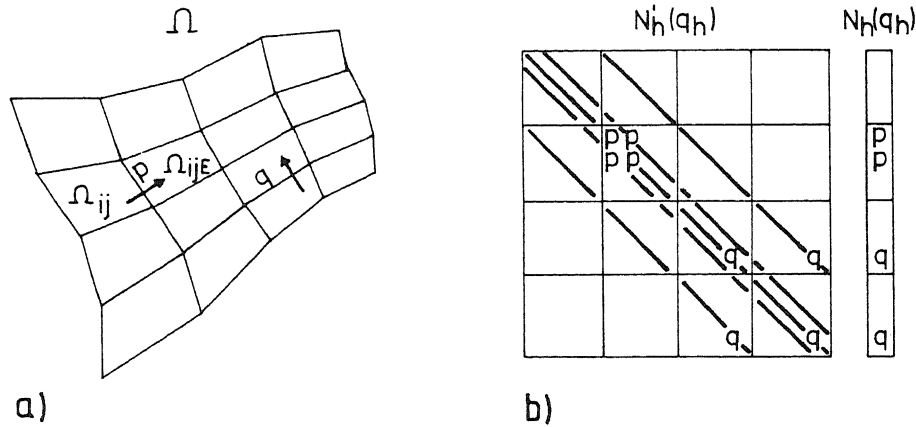 Ω
p
Ω_ijE
Ω_ij
q
a)
N'_h(q_h)
N_h(q_h)
p p
p p
p
p
q
q
q
q q
q
b)